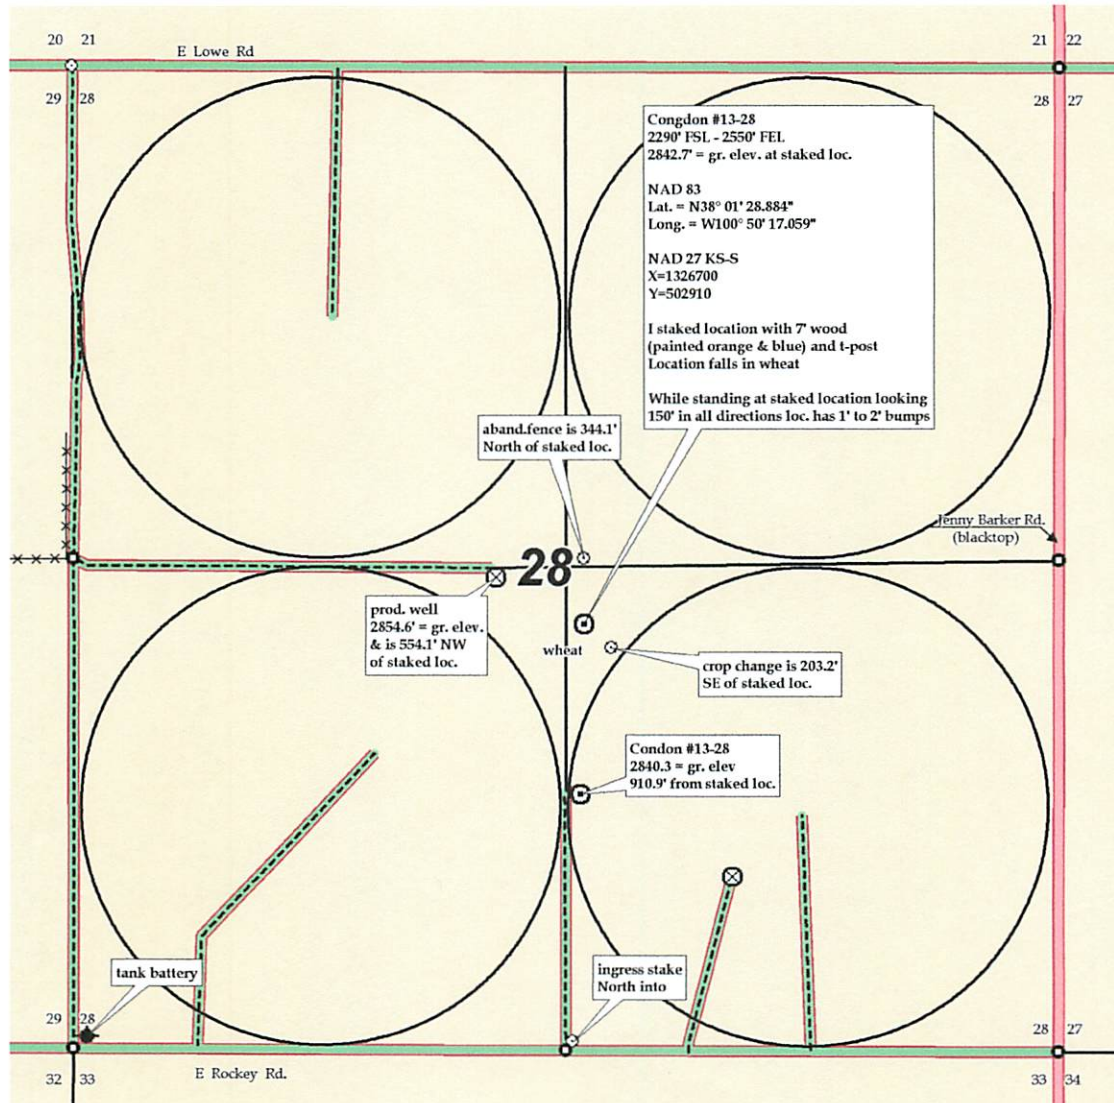 20 21
E Lowe Rd
21 22
29 28
28 27
Congdon #13-28
2290' FSL - 2550' FEL
2842.7' = gr. elev. at staked loc.
NAD 83
Lat. = N38° 01' 28.884"
Long. = W100° 50' 17.059"
NAD 27 KS-S
X=1326700
Y=502910
I staked location with 7' wood
(painted orange & blue) and t-post
Location falls in wheat
While standing at staked location looking
150' in all directions loc. has 1' to 2' bumps
aband.fence is 344.1'
North of staked loc.
Jenny Barker Rd.
(blacktop)
28
prod. well
2854.6' = gr. elev.
& is 554.1' NW
of staked loc.
wheat
crop change is 203.2'
SE of staked loc.
Condon #13-28
2840.3 = gr. elev
910.9' from staked loc.
tank battery
ingress stake
North into
29 28
28 27
E Rockey Rd.
32 33
33 34